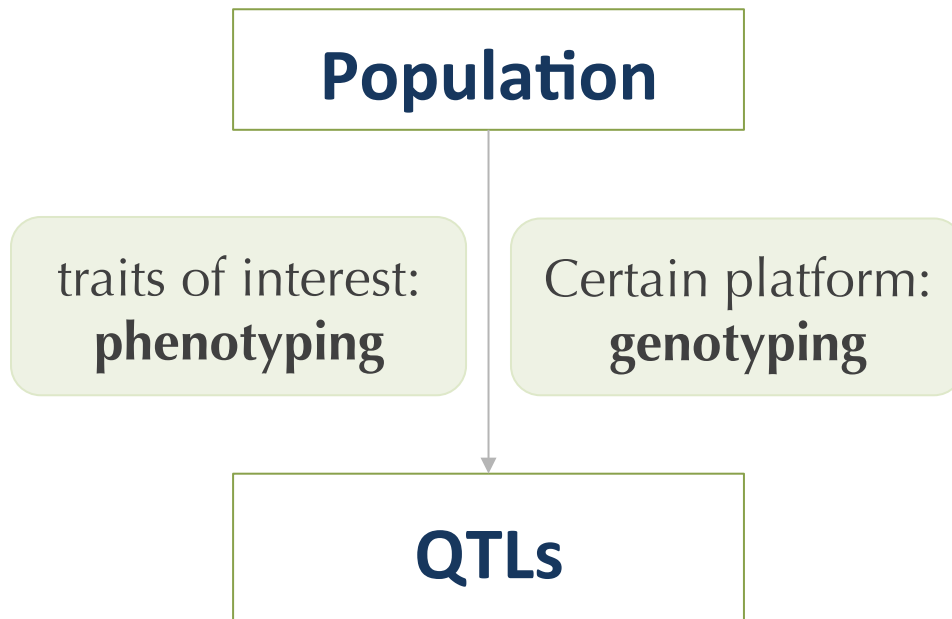 Population
traits of interest:
phenotyping
Certain platform:
genotyping
QTLs